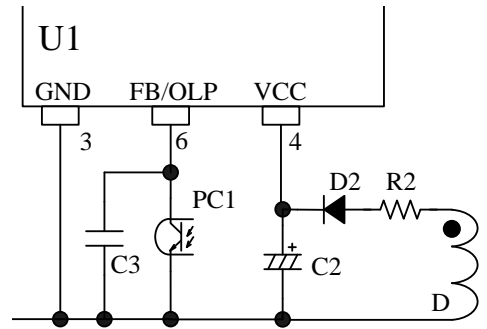 U1
GND FB/OLP VCC
3 6 4
D2 R2
PC1
C3 + C2
D